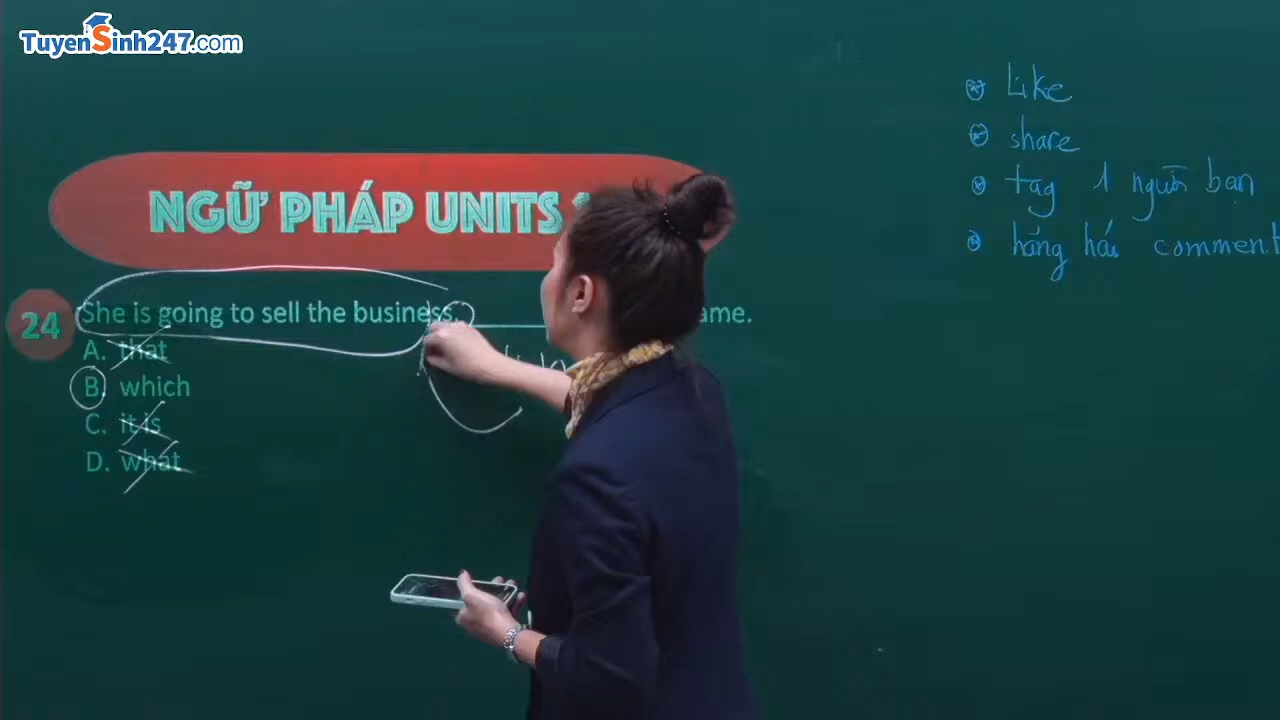 TuyenSinh247.com
Like
share
tag 1 người bạn
hăng hái comment
NGỮ PHÁP UNITS
24 She is going to sell the business, ame.
A. that
B. which
C. it is
D. what